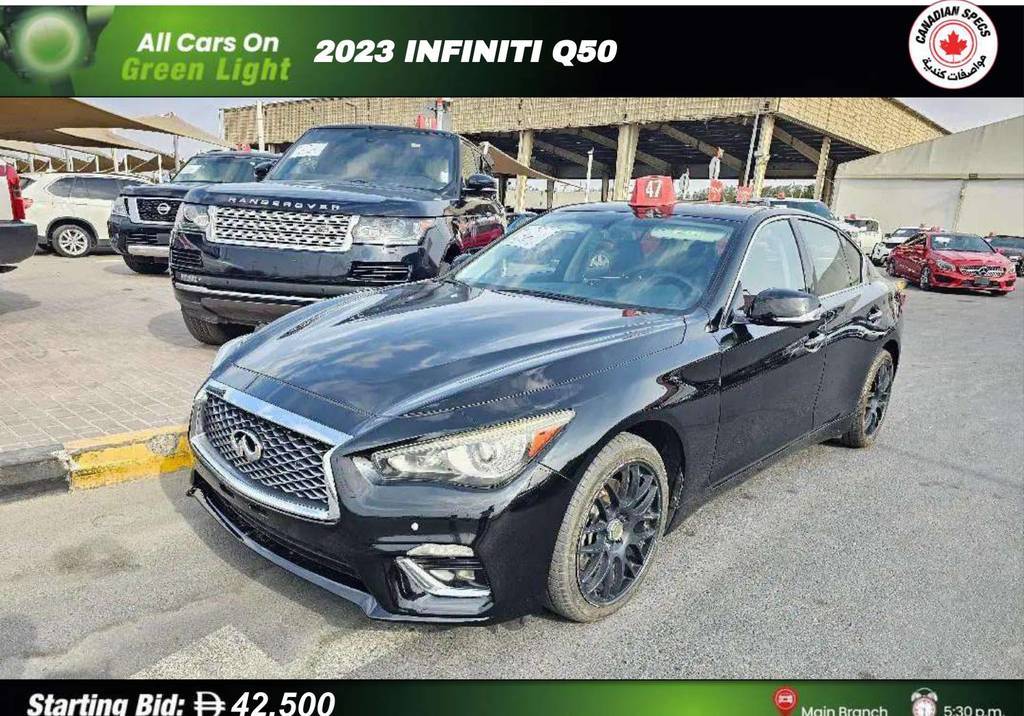 All Cars On
Green Light
2023 INFINITI Q50
CANADIAN SPECS
مواصفات كندية
47
RANGE ROVER
Starting Bid: 42,500
Main Branch
5:30 p.m.